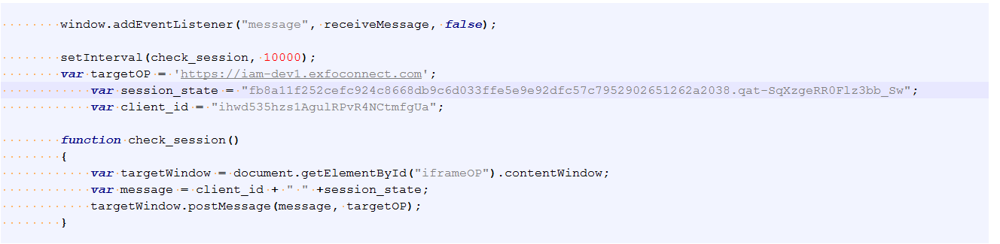 window.addEventListener("message", receiveMessage, false);
setInterval(check_session, 10000);
var targetOP = 'https://iam-dev1.exfoconnect.com';
var session_state = "fb8a11f252cefc924c8668db9c6d033ffe5e9e92dfc57c7952902651262a2038.qat-SqXzgeRR0Flz3bb_Sw";
var client_id = "ihwd535hzs1AgulRPvR4NCtmfgUa";
function check_session()
{
var targetWindow = document.getElementById("iframeOP").contentWindow;
var message = client_id + " " +session_state;
targetWindow.postMessage(message, targetOP);
}